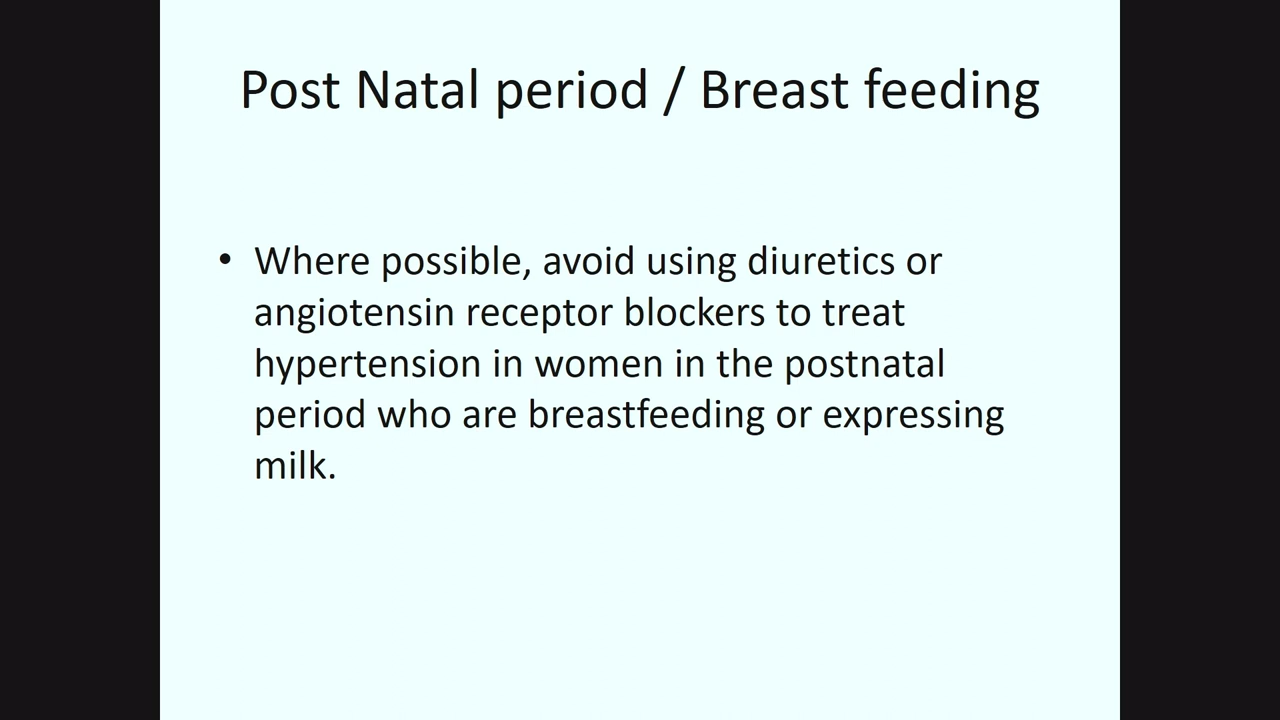 Post Natal period / Breast feeding
• Where possible, avoid using diuretics or
angiotensin receptor blockers to treat
hypertension in women in the postnatal
period who are breastfeeding or expressing
milk.